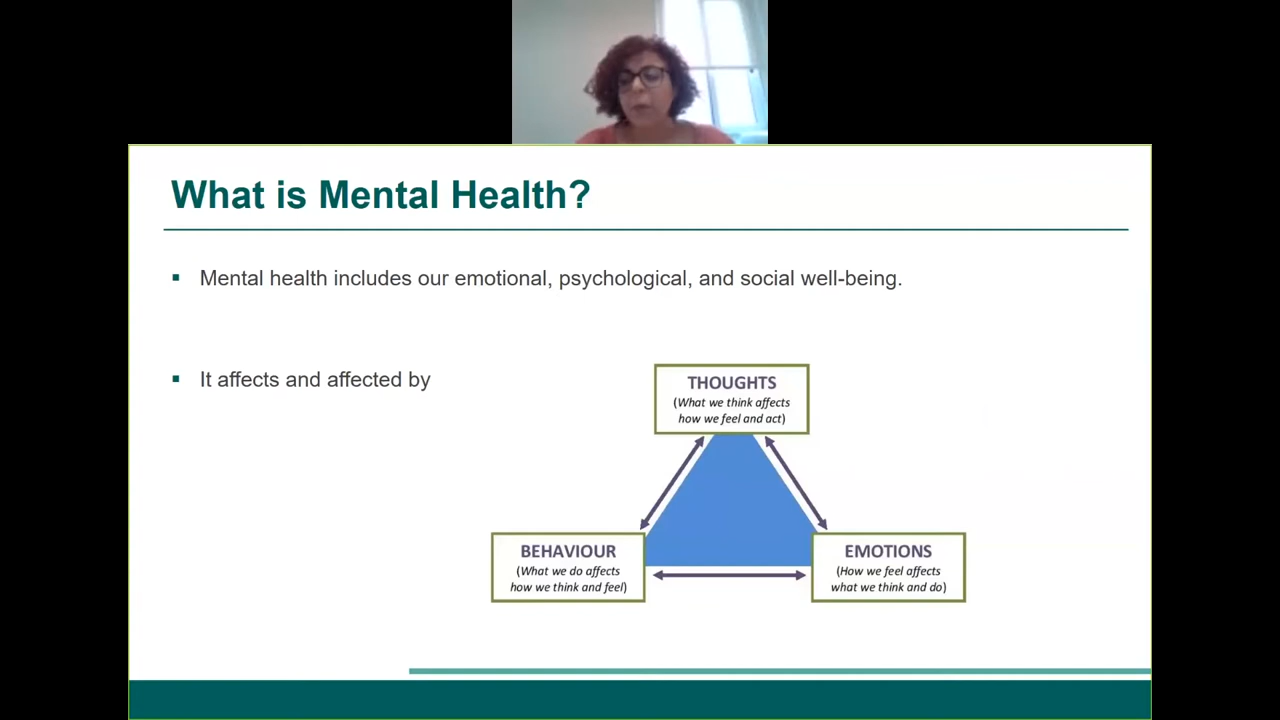 What is Mental Health?
▪ Mental health includes our emotional, psychological, and social well-being.
▪ It affects and affected by
THOUGHTS
(What we think affects
how we feel and act)
BEHAVIOUR
(What we do affects
how we think and feel)
EMOTIONS
(How we feel affects
what we think and do)